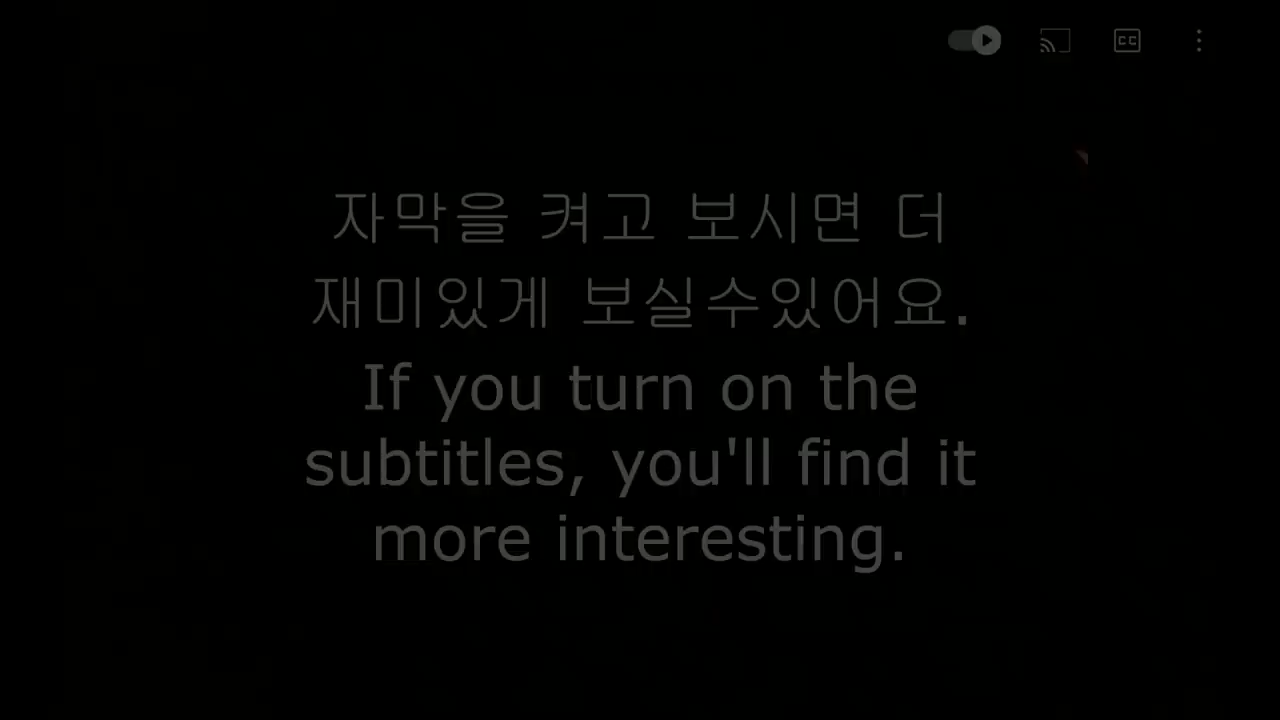 CC
자막을 켜고 보시면 더
재미있게 보실수있어요.
If you turn on the
subtitles, you'll find it
more interesting.